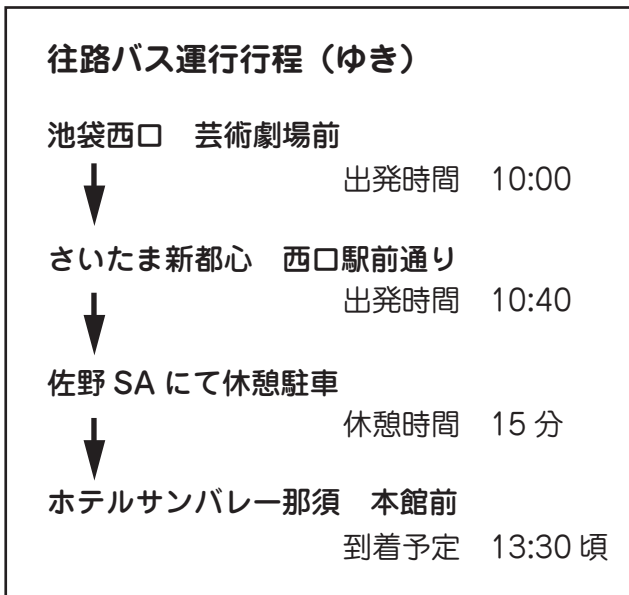 往路バス運行行程（ゆき）
池袋西口　芸術劇場前
出発時間　10:00
さいたま新都心　西口駅前通り
出発時間　10:40
佐野 SA にて休憩駐車
休憩時間　15 分
ホテルサンバレー那須　本館前
到着予定　13:30 頃